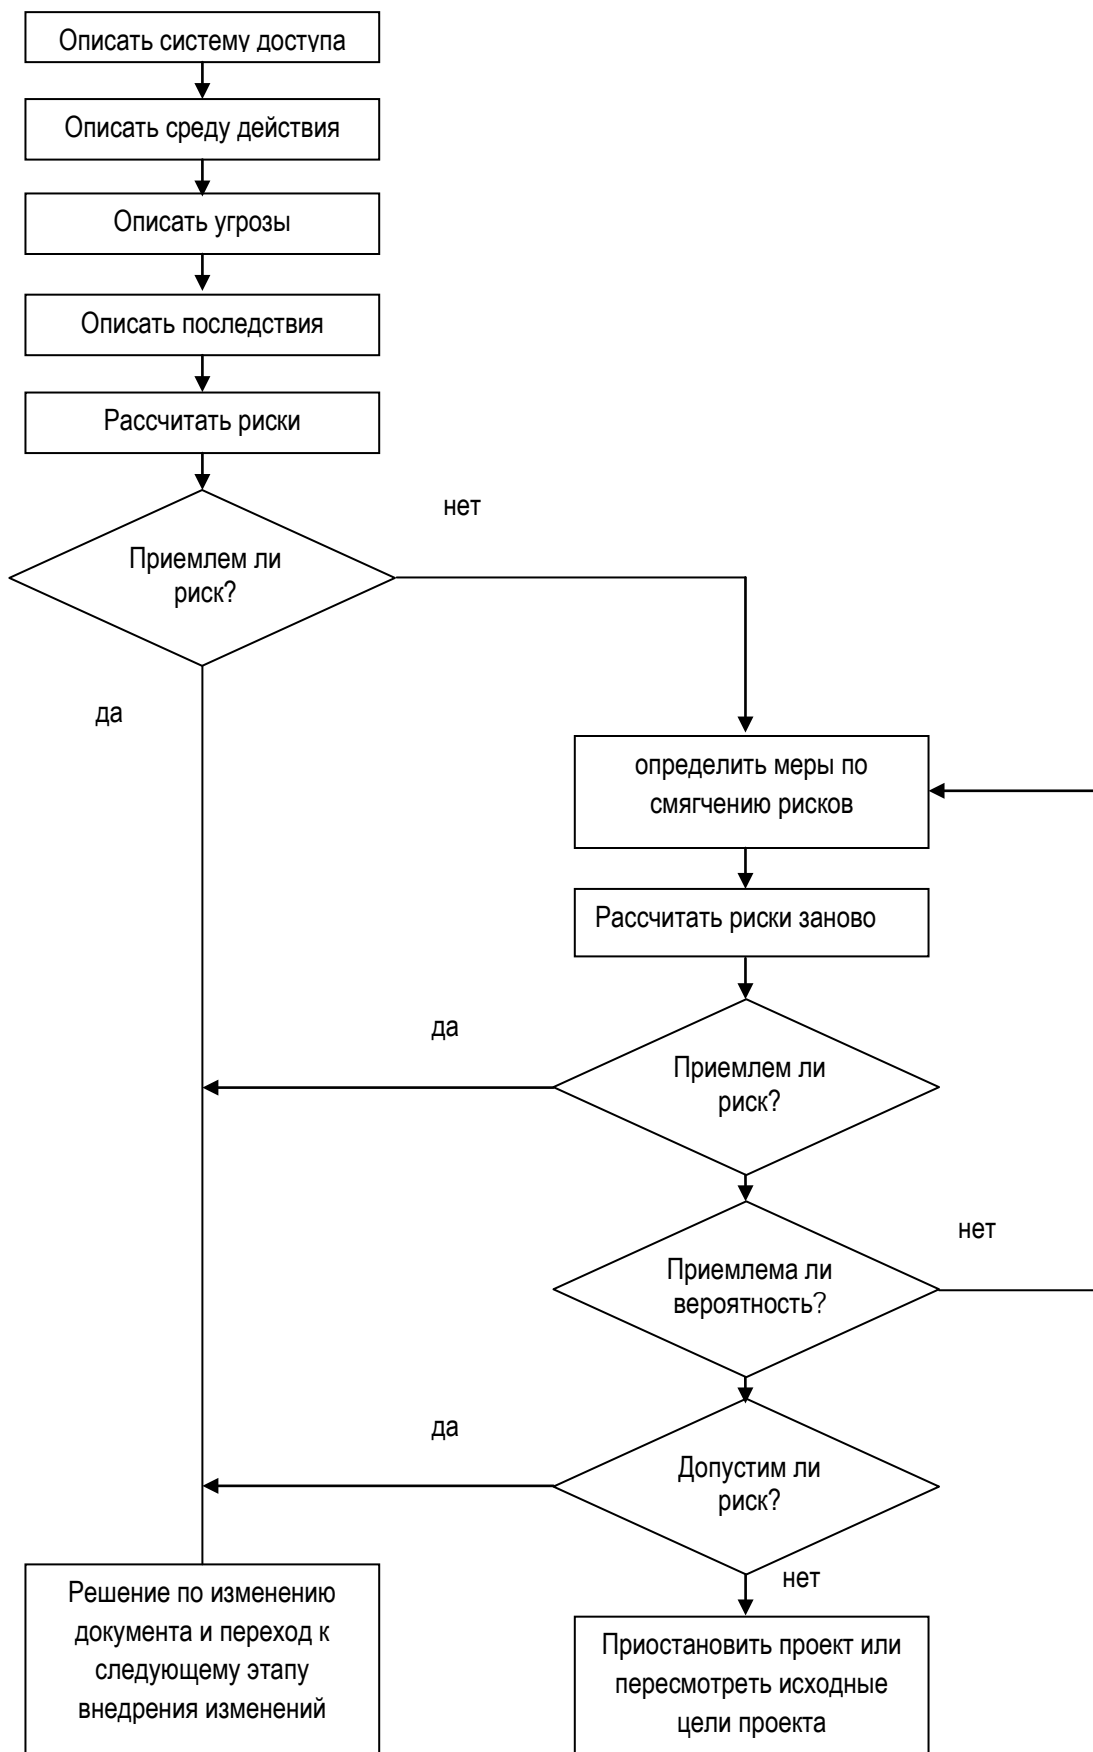 Описать систему доступа
Описать среду действия
Описать угрозы
Описать последствия
Рассчитать риски
нет
Приемлем ли
риск?
да
определить меры по
смягчению рисков
Рассчитать риски заново
да
Приемлем ли
риск?
нет
Приемлема ли
вероятность?
да
Допустим ли
риск?
нет
Решение по изменению
документа и переход к
следующему этапу
внедрения изменений
Приостановить проект или
пересмотреть исходные
цели проекта